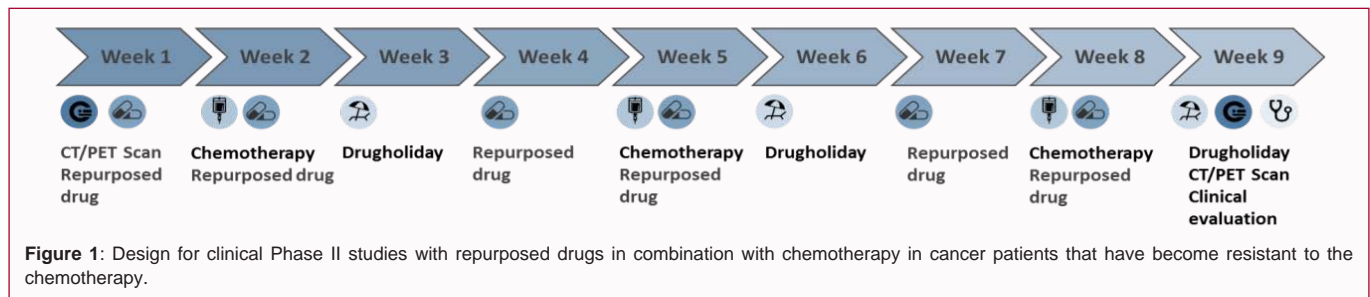 Week 1
Week 2
Week 3
Week 4
Week 5
Week 6
Week 7
Week 8
Week 9
CT/PET Scan
Repurposed
drug
Chemotherapy
Repurposed drug
Drugholiday
Repurposed
drug
Chemotherapy
Repurposed
drug
Drugholiday
Repurposed
drug
Chemotherapy
Repurposed
drug
Drugholiday
CT/PET Scan
Clinical
evaluation
Figure 1: Design for clinical Phase II studies with repurposed drugs in combination with chemotherapy in cancer patients that have become resistant to the
chemotherapy.